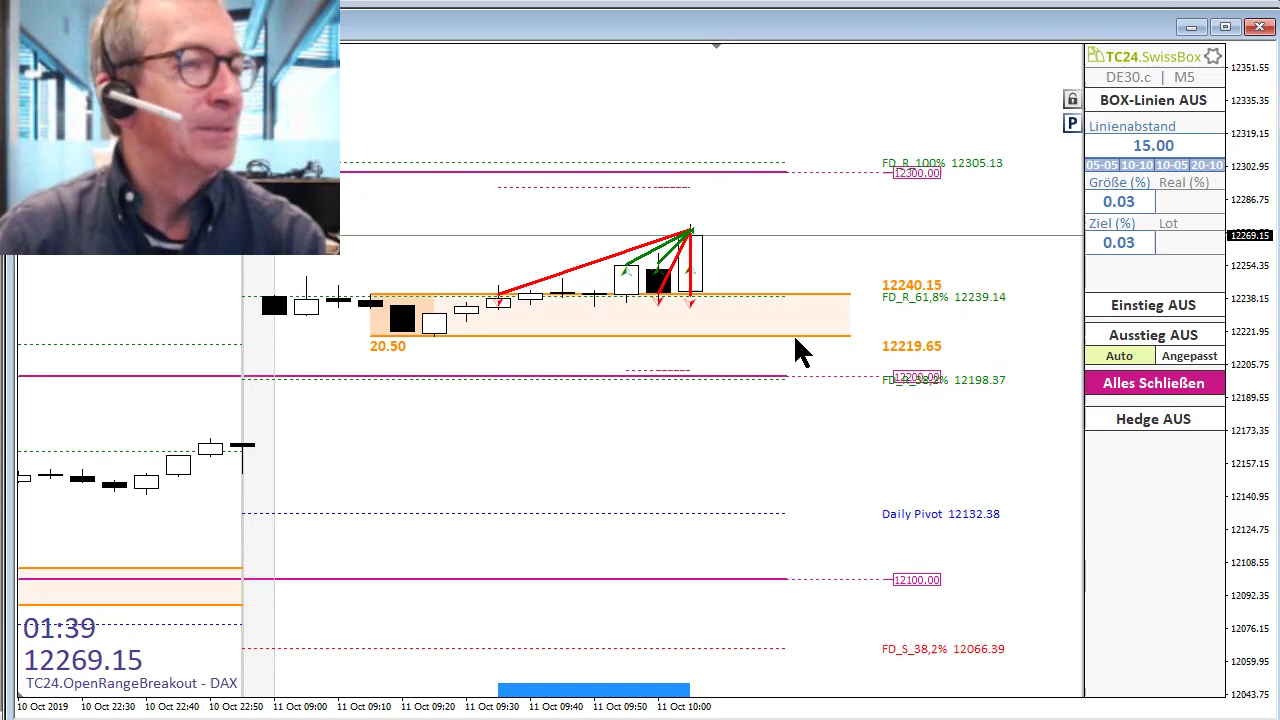 TC24.SwissBox
DE30.c | M5
BOX-Linien AUS
Linienabstand
15.00
05-05 10-10 10-05 20-10
Größe (%) Real (%)
0.03
Ziel (%) Lot
0.03
Einstieg AUS
Ausstieg AUS
Auto Angepasst
Alles Schließen
Hedge AUS
P
FD_R_100% 12305.13
12300.00
12240.15
FD_R_61,8% 12239.14
20.50
12219.65
12200.00
FD_R_38,2% 12198.37
Daily Pivot 12132.38
12100.00
FD_S_38,2% 12066.39
01:39
12269.15
TC24.OpenRangeBreakout - DAX
12351.55
12335.35
12319.15
12302.95
12286.75
12269.15
12254.35
12238.15
12221.95
12205.75
12189.55
12173.35
12157.15
12140.95
12124.75
12108.55
12092.35
12076.15
12059.95
12043.75
10 Oct 2019
10 Oct 22:30
10 Oct 22:40
10 Oct 22:50
11 Oct 09:00
11 Oct 09:10
11 Oct 09:20
11 Oct 09:30
11 Oct 09:40
11 Oct 09:50
11 Oct 10:00